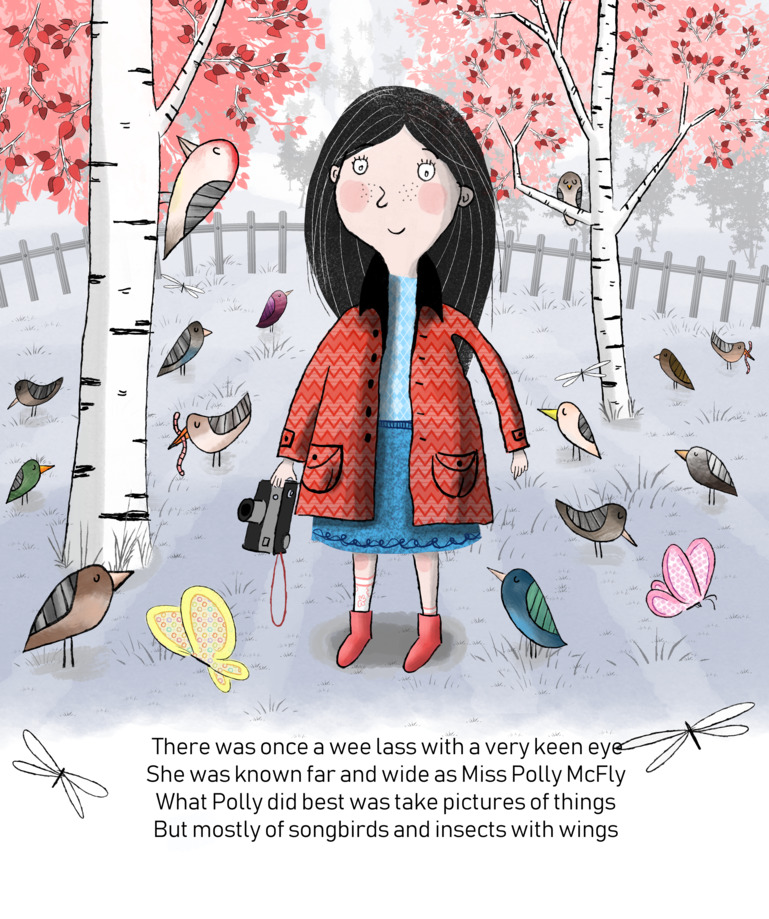 There was once a wee lass with a very keen eye
She was known far and wide as Miss Polly McFly
What Polly did best was take pictures of things
But mostly of songbirds and insects with wings